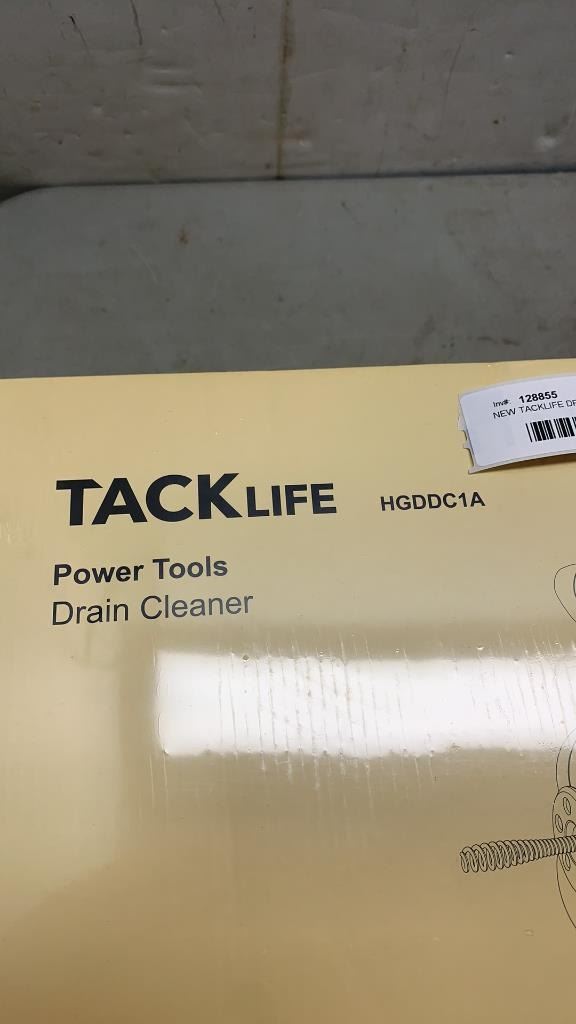 Inv#: 128855
NEW TACKLIFE
TACKLIFE HGDDC1A
Power Tools
Drain Cleaner